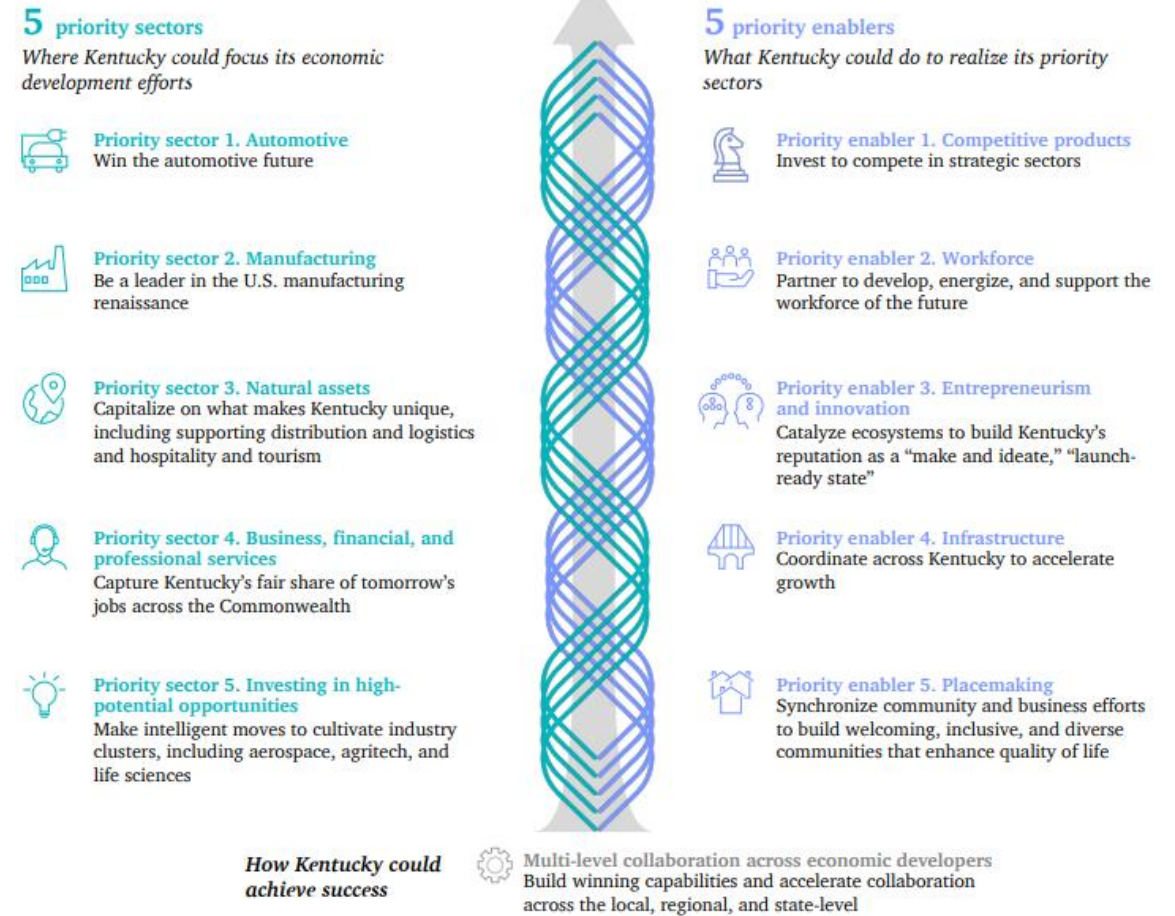 5 priority sectors
Where Kentucky could focus its economic
development efforts
Priority sector 1. Automotive
Win the automotive future
Priority sector 2. Manufacturing
Be a leader in the U.S. manufacturing
renaissance
Priority sector 3. Natural assets
Capitalize on what makes Kentucky unique,
including supporting distribution and logistics
and hospitality and tourism
Priority sector 4. Business, financial, and
professional services
Capture Kentucky's fair share of tomorrow's
jobs across the Commonwealth
Priority sector 5. Investing in high-
potential opportunities
Make intelligent moves to cultivate industry
clusters, including aerospace, agritech, and
life sciences
5 priority enablers
What Kentucky could do to realize its priority
sectors
Priority enabler 1. Competitive products
Invest to compete in strategic sectors
Priority enabler 2. Workforce
Partner to develop, energize, and support the
workforce of the future
Priority enabler 3. Entrepreneurism
and innovation
Catalyze ecosystems to build Kentucky's
reputation as a “make and ideate,” “launch-
ready state”
Priority enabler 4. Infrastructure
Coordinate across Kentucky to accelerate
growth
Priority enabler 5. Placemaking
Synchronize community and business efforts
to build welcoming, inclusive, and diverse
communities that enhance quality of life
How Kentucky could
achieve success
Multi-level collaboration across economic developers
Build winning capabilities and accelerate collaboration
across the local, regional, and state-level